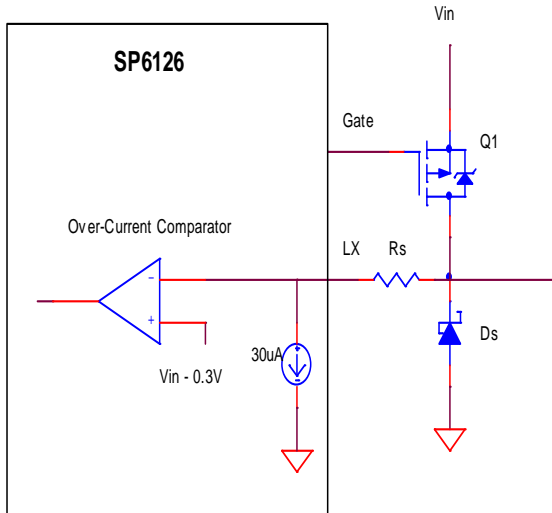 Vin
SP6126
Gate
Q1
Over-Current Comparator
LX
Rs
-
+
Vin - 0.3V
30uA
Ds